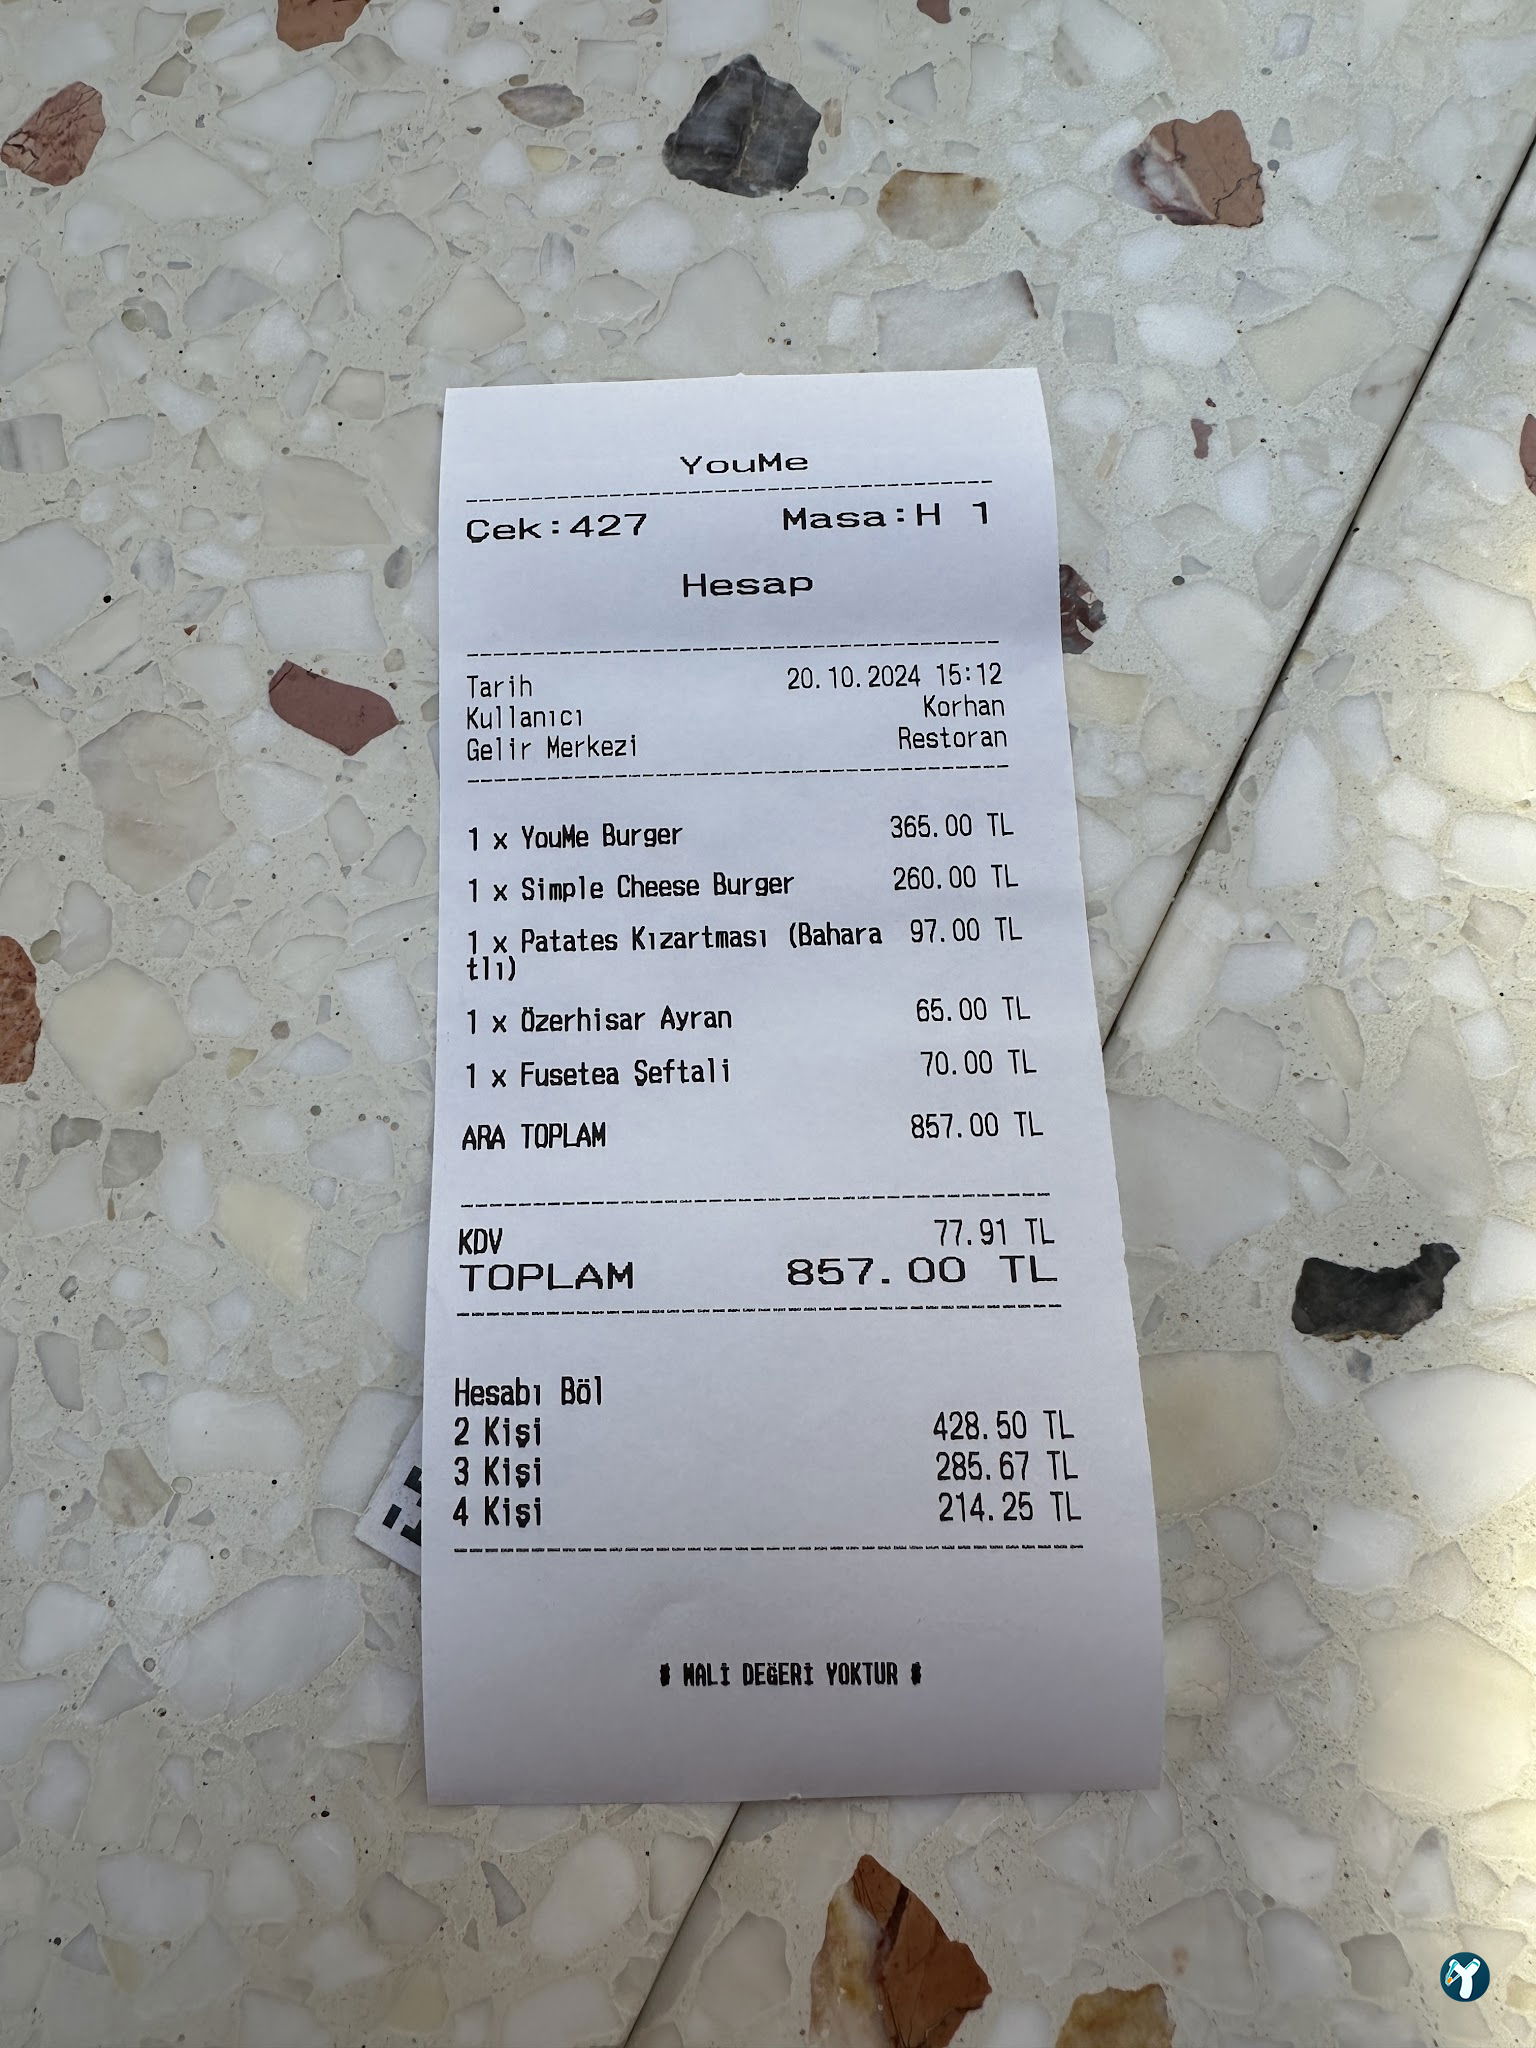 YouMe
Çek:427 Masa:H 1
Hesap
Tarih 20.10.2024 15:12
Kullanıcı Korhan
Gelir Merkezi Restoran
1 x YouMe Burger 365.00 TL
1 x Simple Cheese Burger 260.00 TL
1 x Patates Kızartması (Bahara 97.00 TL
tlı)
1 x Özerhisar Ayran 65.00 TL
1 x Fusetea Şeftali 70.00 TL
ARA TOPLAM 857.00 TL
KDV 77.91 TL
TOPLAM 857.00 TL
Hesabı Böl
2 Kişi 428.50 TL
3 Kişi 285.67 TL
4 Kişi 214.25 TL
# MALİ DEĞERİ YOKTUR #